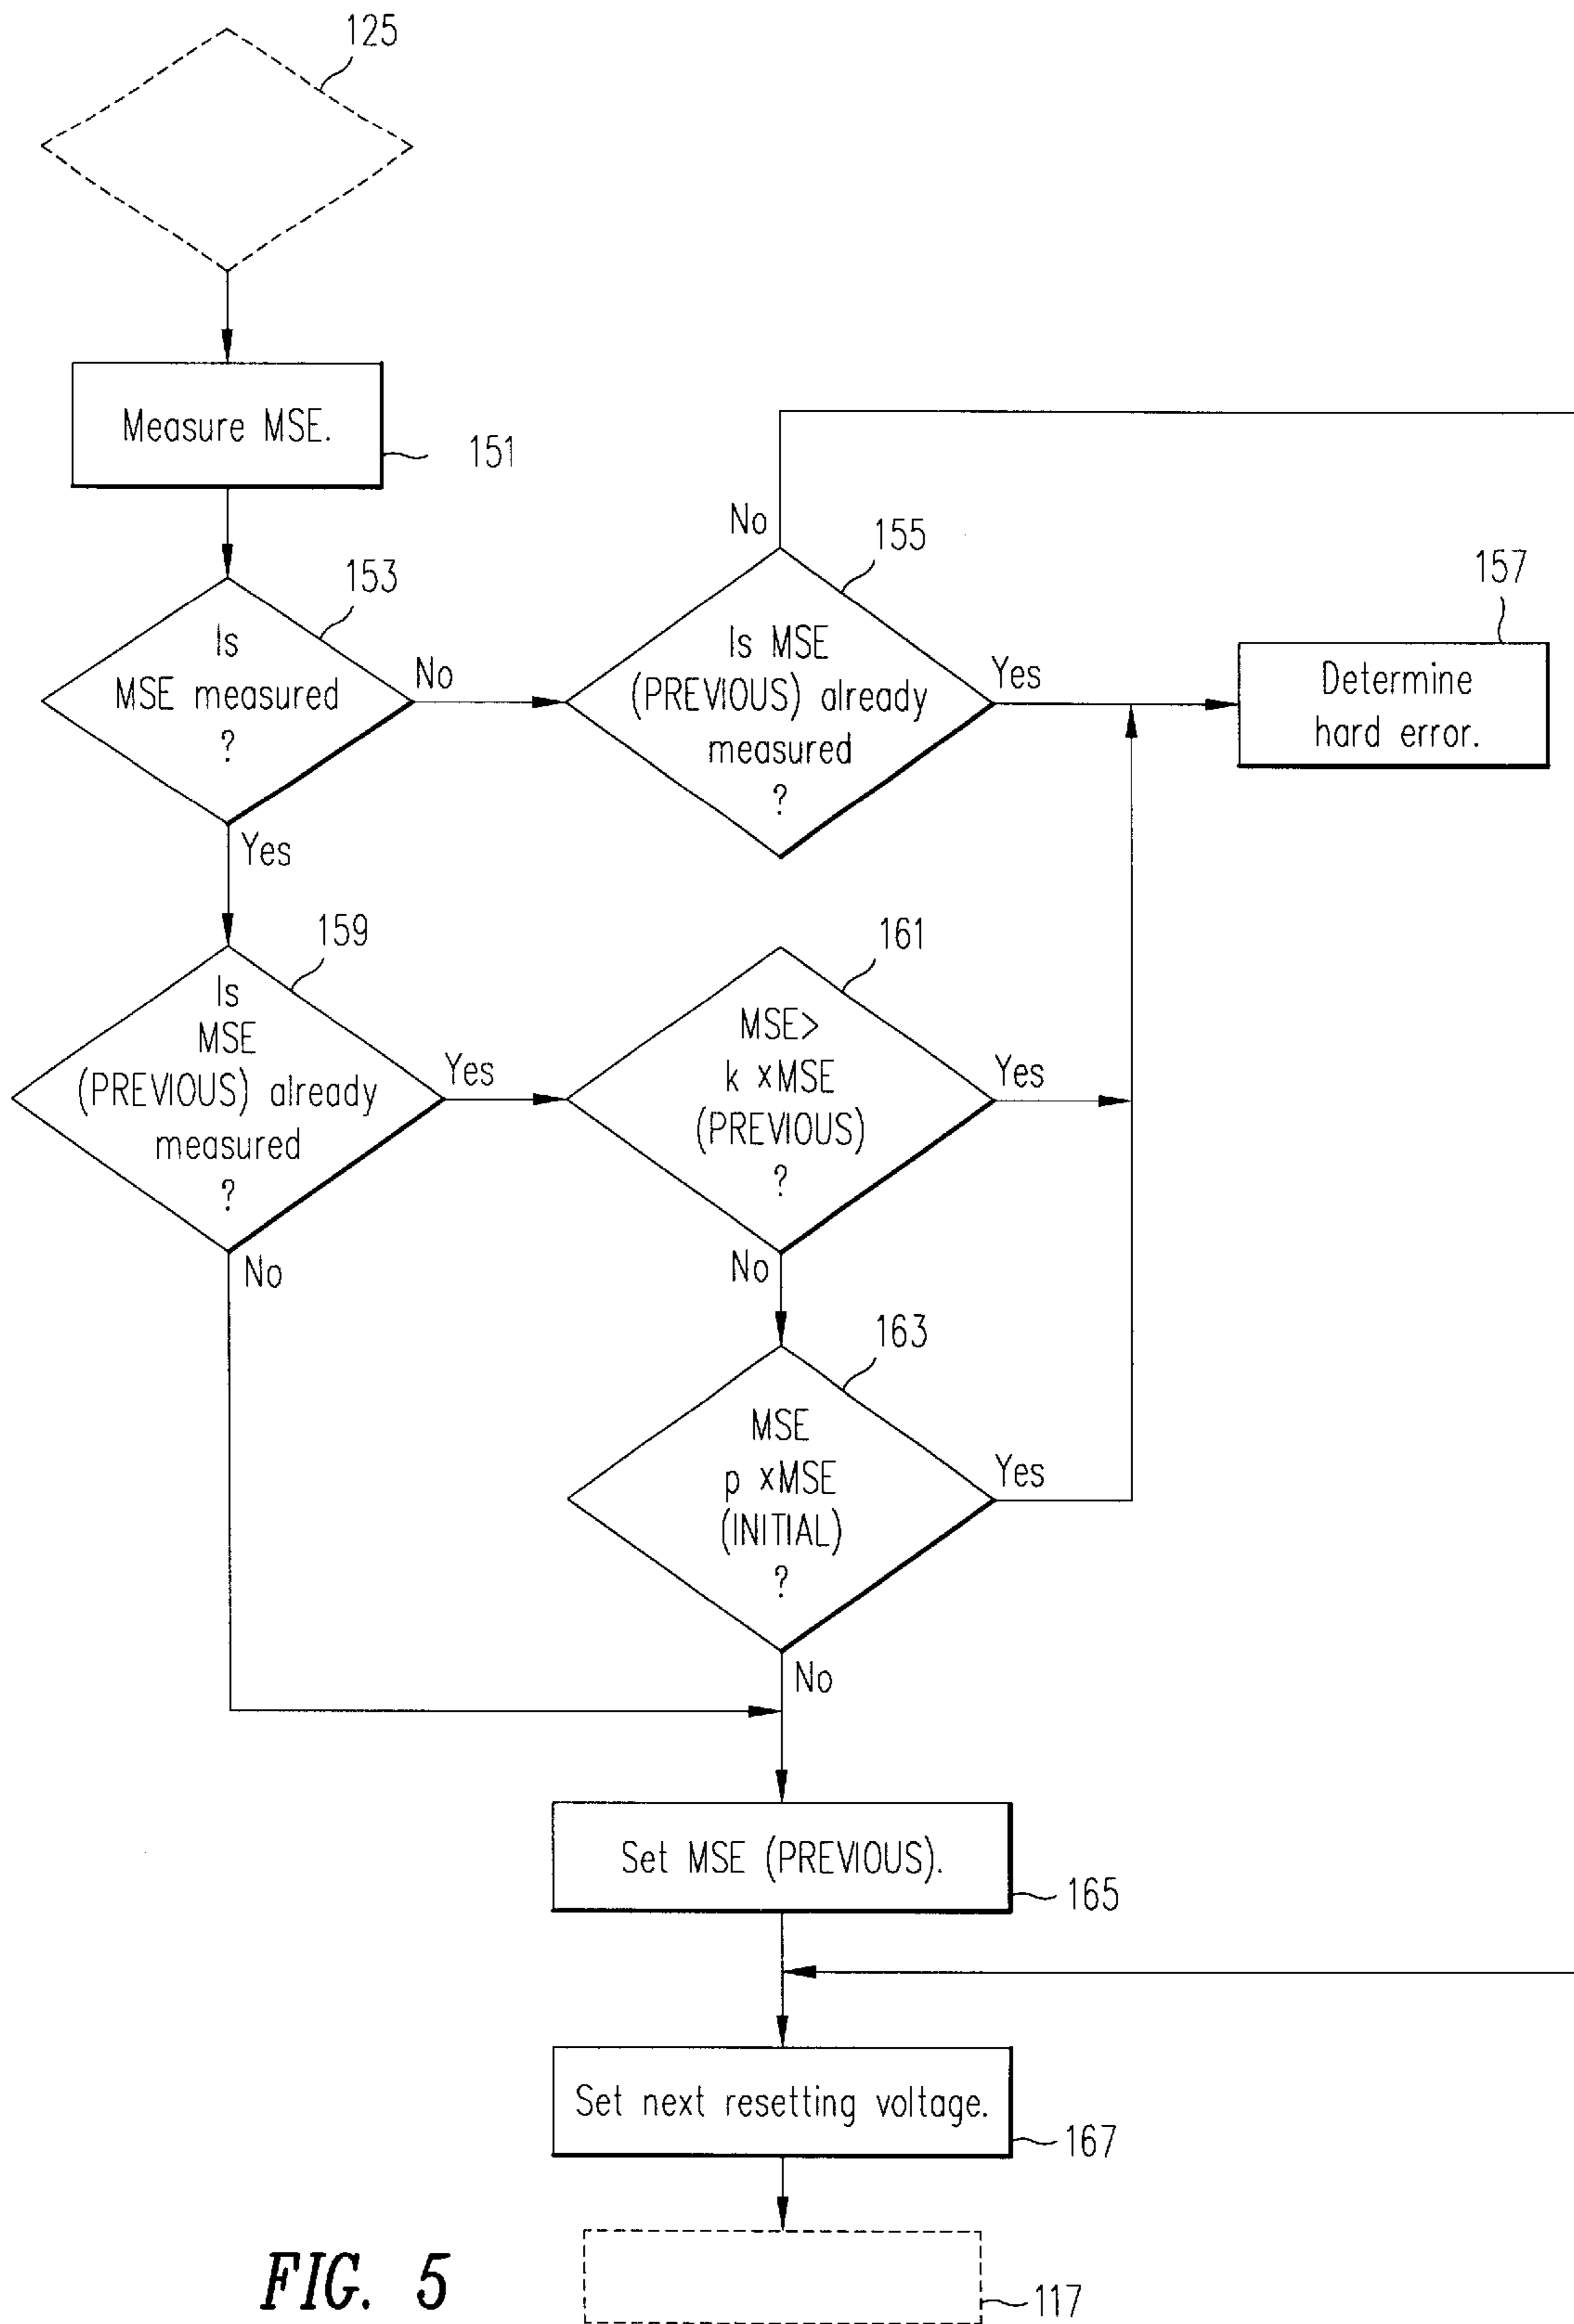 125
Measure MSE.
151
153
Is
MSE measured
?
No
Yes
No
155
Is MSE
(PREVIOUS) already
measured
?
Yes
157
Determine
hard error.
159
Is
MSE
(PREVIOUS) already
measured
?
Yes
No
161
MSE>
k xMSE
(PREVIOUS)
?
Yes
No
163
MSE
p xMSE
(INITIAL)
?
Yes
No
Set MSE (PREVIOUS).
165
Set next resetting voltage.
167
117
FIG. 5